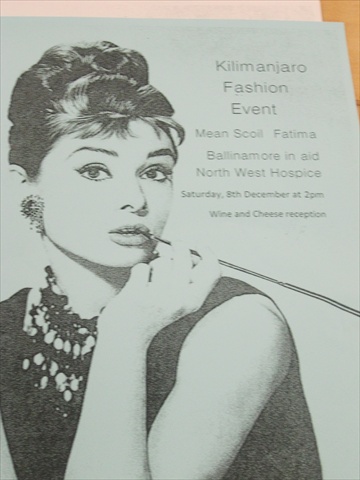 Kilimanjaro
Fashion
Event
Mean Scoil Fatima
Ballinamore in aid
North West Hospice
Saturday, 8th December at 2pm
Wine and Cheese reception